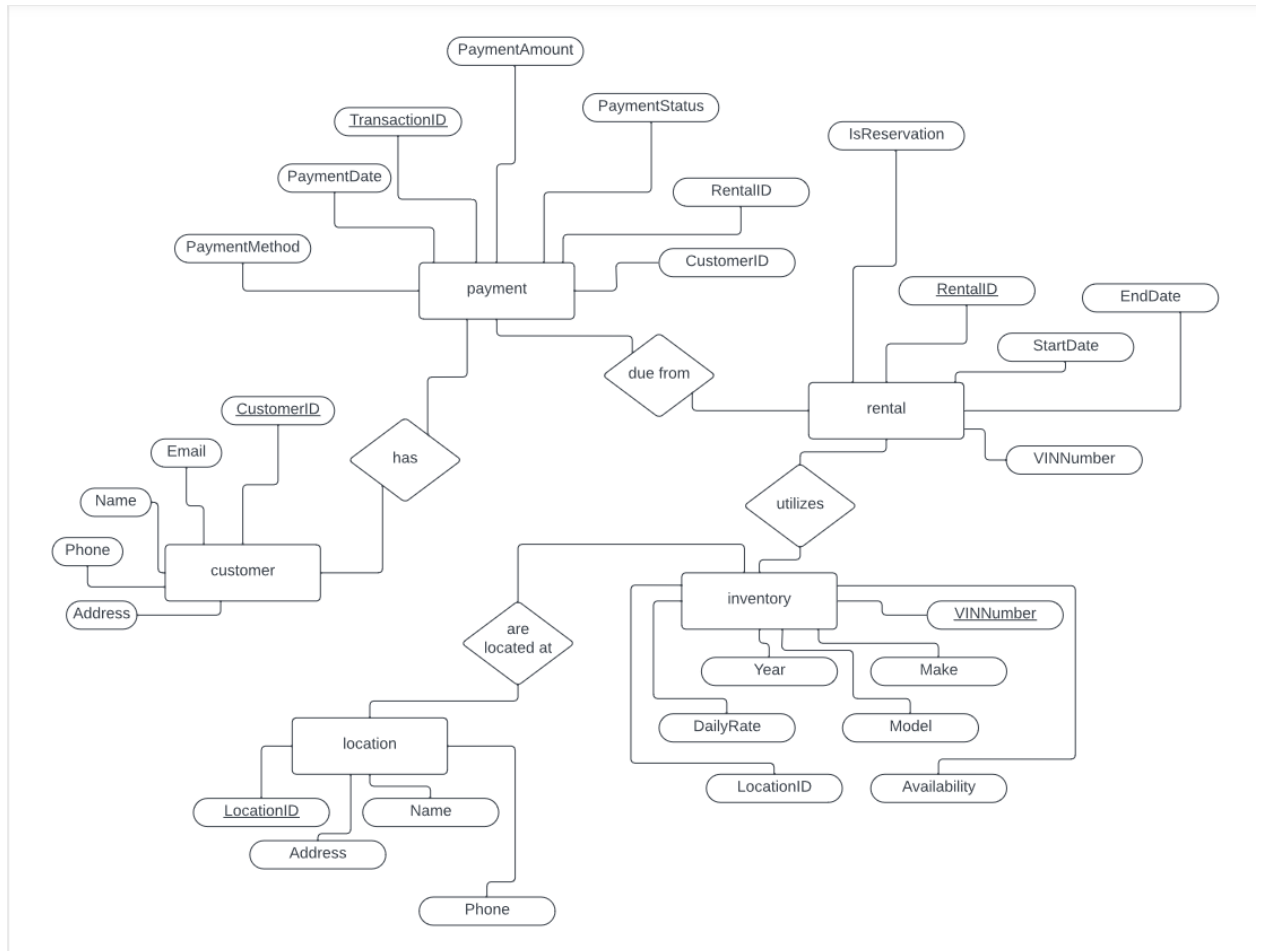 PaymentAmount
PaymentStatus
TransactionID
IsReservation
PaymentDate
RentalID
PaymentMethod
CustomerID
payment
RentalID
EndDate
StartDate
due from
rental
CustomerID
Email
has
VINNumber
Name
utilizes
Phone
customer
Address
inventory
VINNumber
are
located at
Year
Make
DailyRate
Model
location
LocationID
Availability
LocationID
Name
Address
Phone